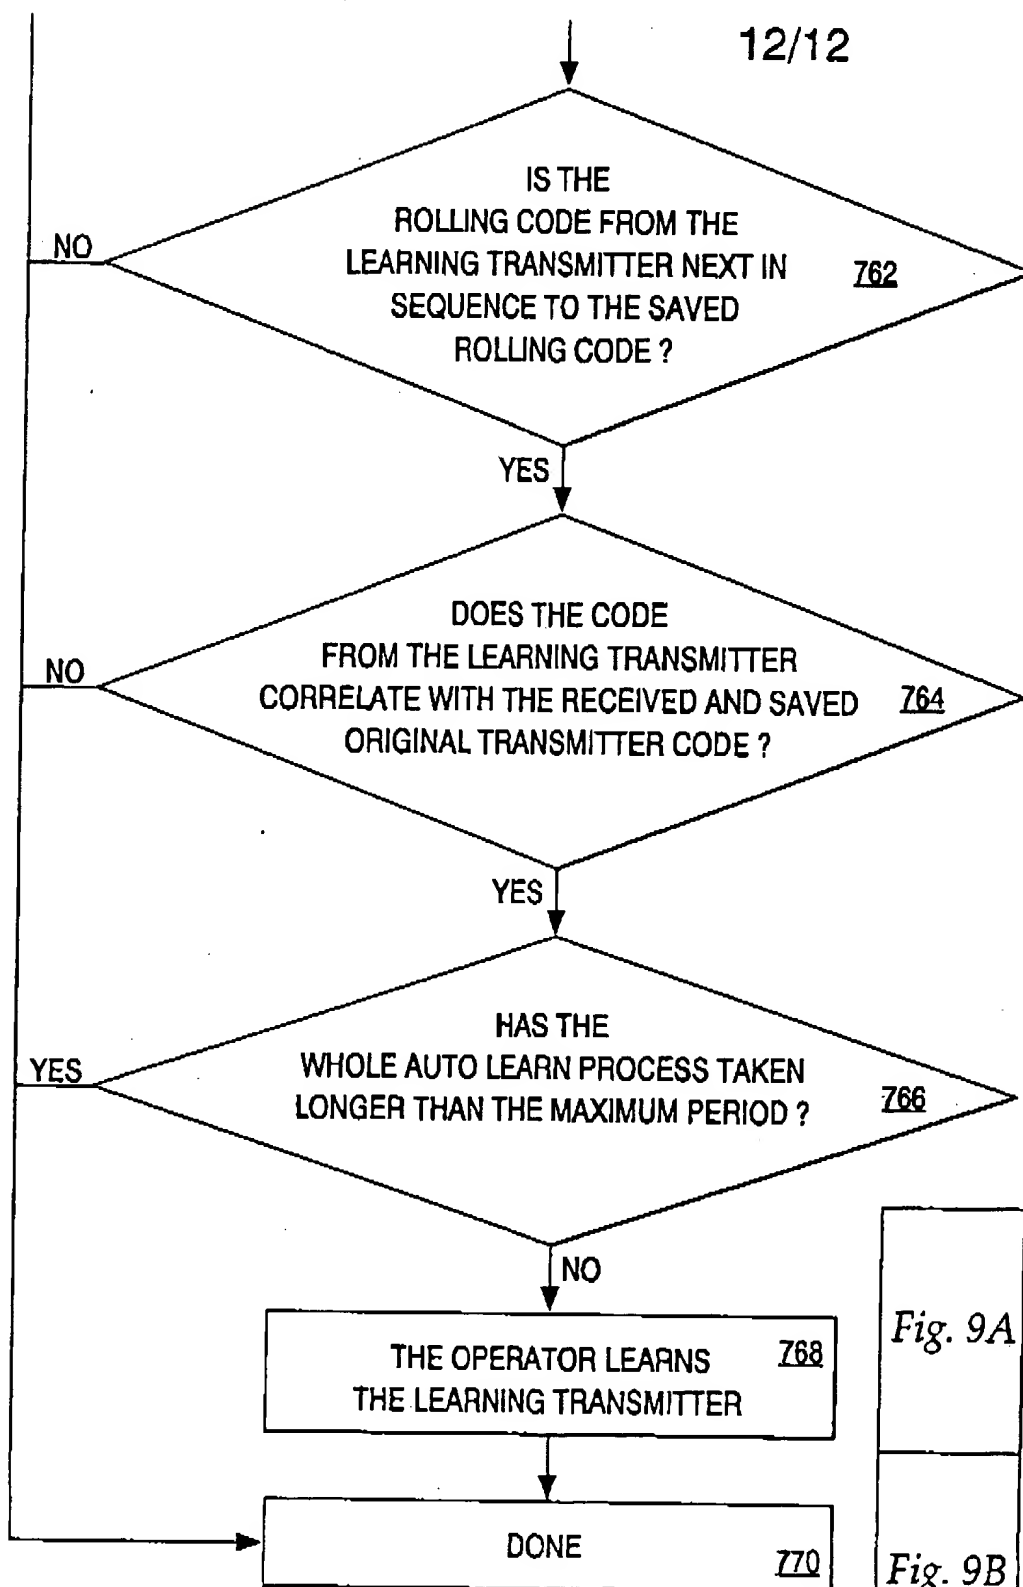 12/12
IS THE
ROLLING CODE FROM THE
LEARNING TRANSMITTER NEXT IN
SEQUENCE TO THE SAVED
ROLLING CODE ?
762
NO
YES
DOES THE CODE
FROM THE LEARNING TRANSMITTER
CORRELATE WITH THE RECEIVED AND SAVED
ORIGINAL TRANSMITTER CODE ?
764
NO
YES
HAS THE
WHOLE AUTO LEARN PROCESS TAKEN
LONGER THAN THE MAXIMUM PERIOD ?
766
YES
NO
THE OPERATOR LEARNS
THE LEARNING TRANSMITTER
768
DONE
770
Fig. 9A
Fig. 9B